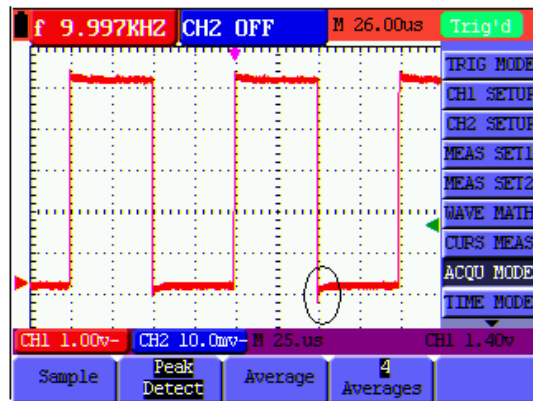 f 9.997KHZ CH2 OFF M 26.00us Trig'd
TRIG MODE
CH1 SETUP
CH2 SETUP
MEAS SET1
MEAS SET2
WAVE MATH
CURS MEAS
ACQU MODE
TIME MODE
CH1 1.00v- CH2 10.0mv- M 25.us CH1 1.40v
Sample Peak Detect Average 4 Averages